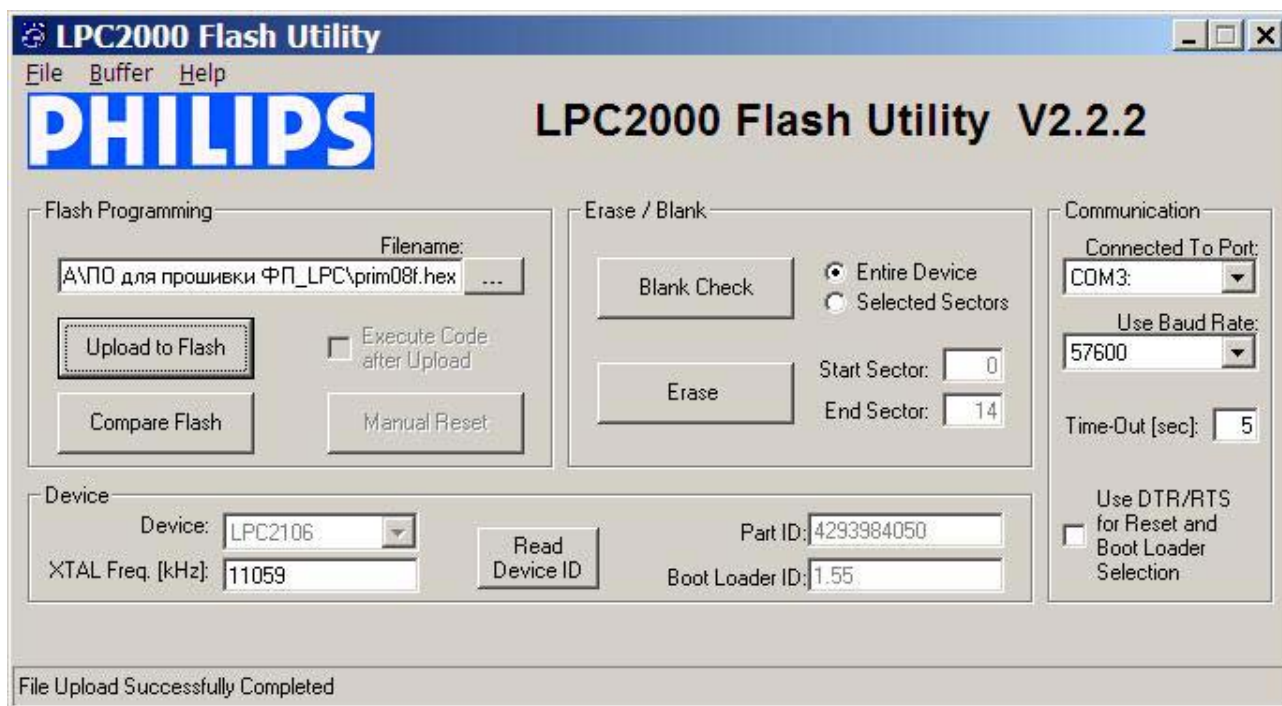 LPC2000 Flash Utility
File Buffer Help
PHILIPS
LPC2000 Flash Utility V2.2.2
Flash Programming
Filename:
А\ПО для прошивки ФП_LPC\prim08f.hex
...
Upload to Flash
Execute Code
after Upload
Compare Flash
Manual Reset
Erase / Blank
Blank Check
Entire Device
Selected Sectors
Erase
Start Sector: 0
End Sector: 14
Communication
Connected To Port:
COM3:
Use Baud Rate:
57600
Time-Out [sec]: 5
Use DTR/RTS
for Reset and
Boot Loader
Selection
Device
Device: LPC2106
XTAL Freq. [kHz]: 11059
Read
Device ID
Part ID: 4293984050
Boot Loader ID: 1.55
File Upload Successfully Completed